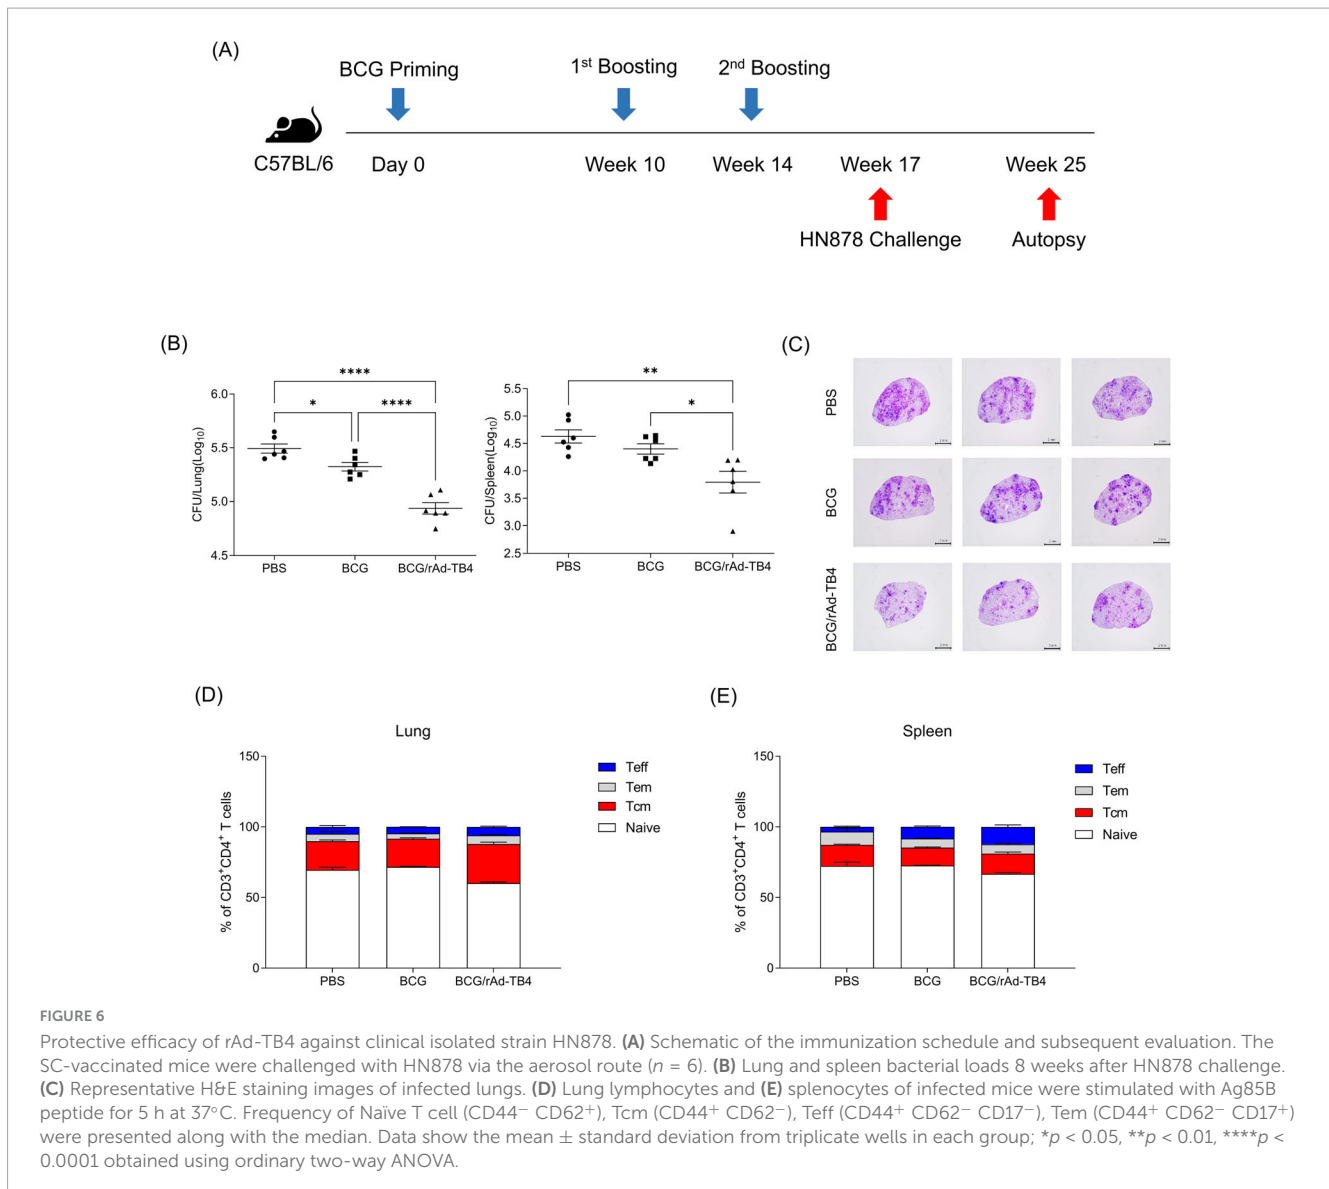 (A)
BCG Priming
1st Boosting
2nd Boosting
C57BL/6
Day 0
Week 10
Week 14
Week 17
Week 25
HN878 Challenge
Autopsy
(B)
CFU/Lung(Log10)
6.0
5.5
5.0
4.5
****
*
****
PBS
BCG
BCG/rAd-TB4
CFU/Spleen(Log10)
5.5
5.0
4.5
4.0
3.5
3.0
2.5
**
*
PBS
BCG
BCG/rAd-TB4
(C)
PBS
BCG
BCG/rAd-TB4
(D)
Lung
% of CD3+CD4+ T cells
150
100
50
0
PBS
BCG
BCG/rAd-TB4
Teff
Tem
Tcm
Naive
(E)
Spleen
% of CD3+CD4+ T cells
150
100
50
0
PBS
BCG
BCG/rAd-TB4
Teff
Tem
Tcm
Naive
FIGURE 6
Protective efficacy of rAd-TB4 against clinical isolated strain HN878. (A) Schematic of the immunization schedule and subsequent evaluation. The
SC-vaccinated mice were challenged with HN878 via the aerosol route (n = 6). (B) Lung and spleen bacterial loads 8 weeks after HN878 challenge.
(C) Representative H&E staining images of infected lungs. (D) Lung lymphocytes and (E) splenocytes of infected mice were stimulated with Ag85B
peptide for 5 h at 37°C. Frequency of Naïve T cell (CD44− CD62+), Tcm (CD44+ CD62−), Teff (CD44+ CD62− CD17−), Tem (CD44+ CD62− CD17+)
were presented along with the median. Data show the mean ± standard deviation from triplicate wells in each group; *p < 0.05, **p < 0.01, ****p <
0.0001 obtained using ordinary two-way ANOVA.